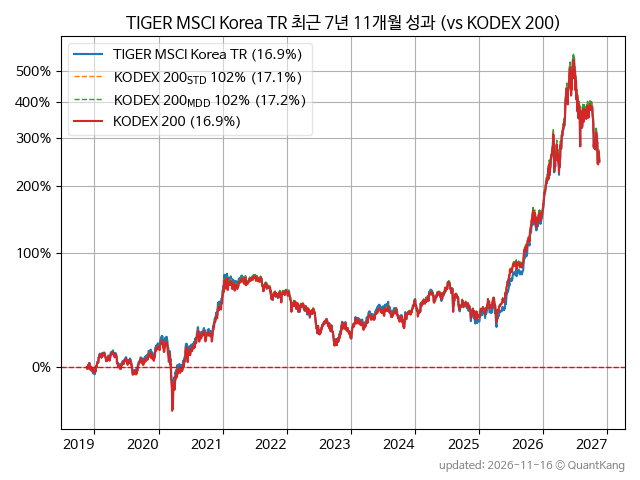 TIGER MSCI Korea TR 최근 7년 11개월 성과 (vs KODEX 200)
TIGER MSCI Korea TR (16.9%)
KODEX 200STD 102% (17.1%)
KODEX 200MDD 102% (17.2%)
KODEX 200 (16.9%)
500%
400%
300%
200%
100%
0%
2019 2020 2021 2022 2023 2024 2025 2026 2027
updated: 2026-11-16 © QuantKang